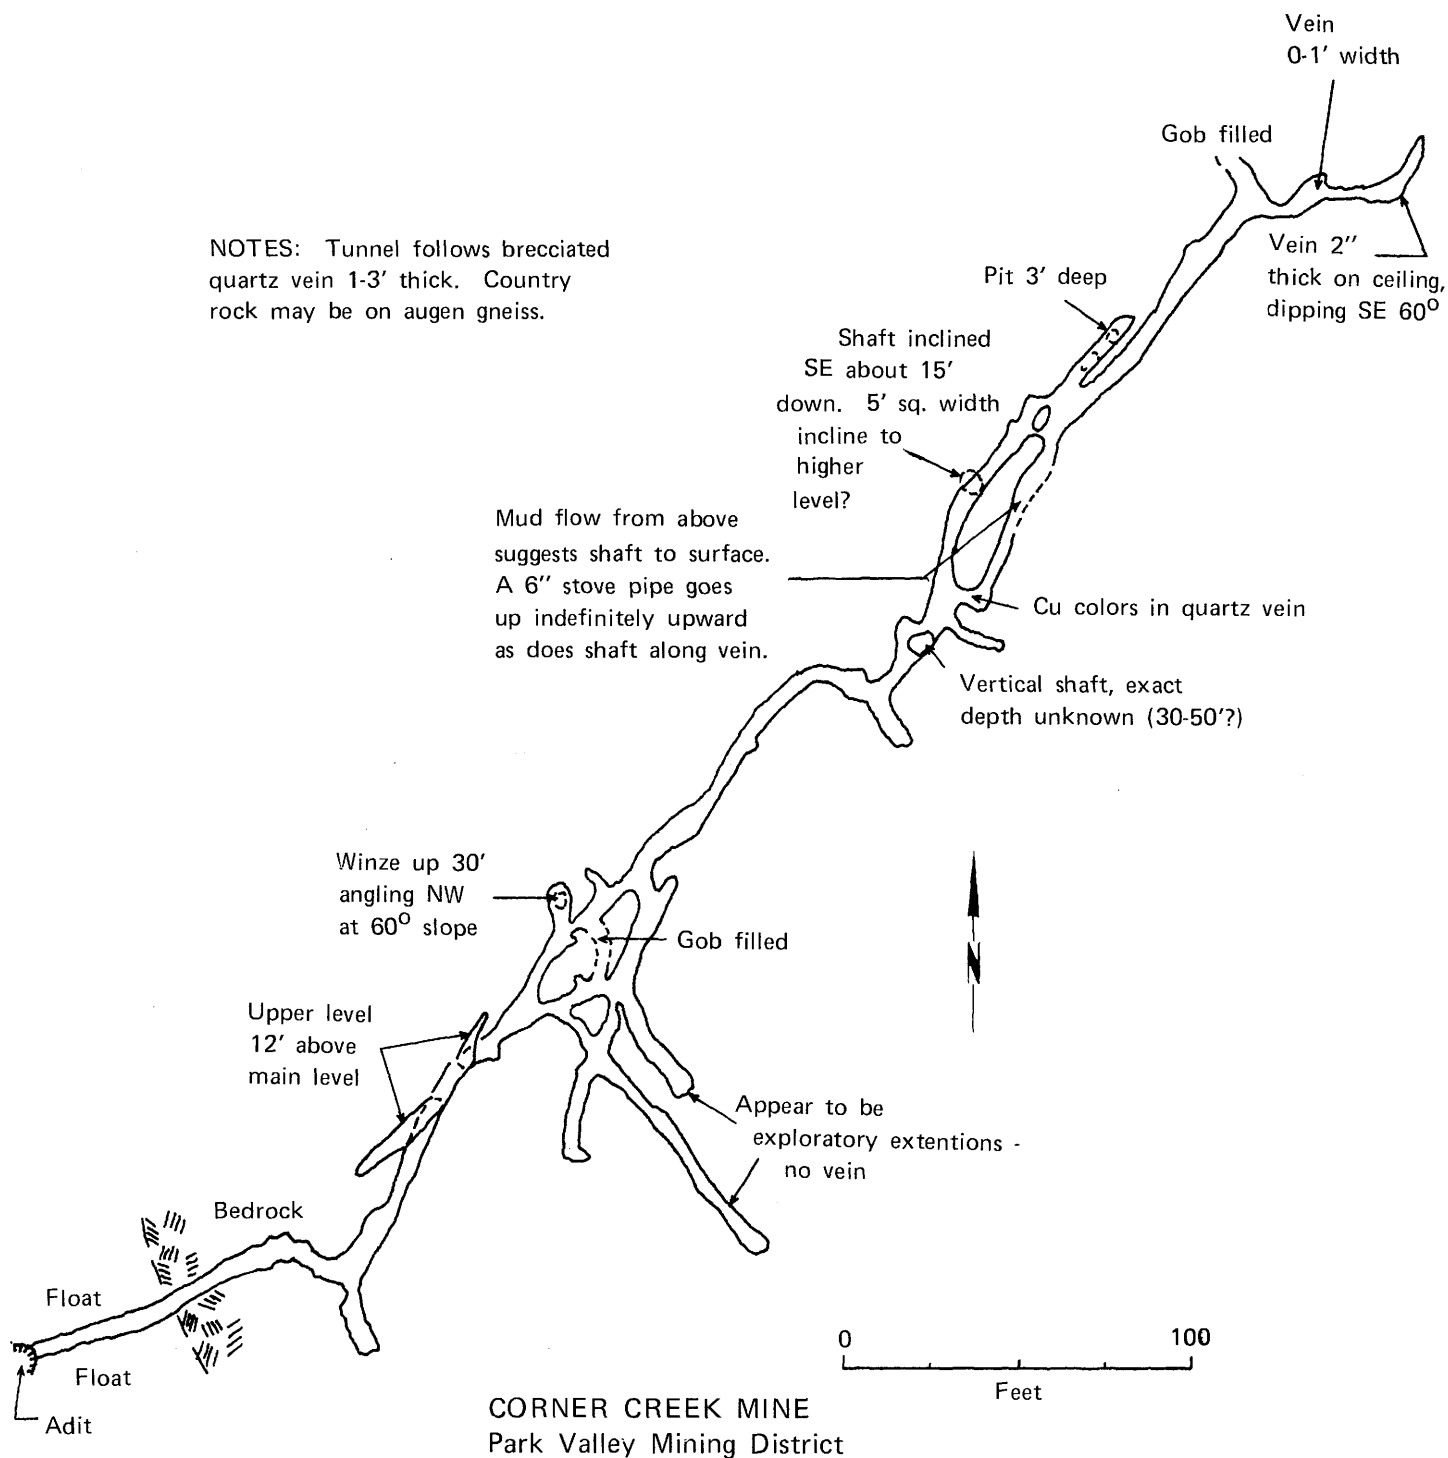 Vein
0-1′ width
Gob filled
NOTES: Tunnel follows brecciated
quartz vein 1-3′ thick. Country
rock may be on augen gneiss.
Vein 2″
thick on ceiling,
dipping SE 60°
Pit 3′ deep
Shaft inclined
SE about 15′
down. 5′ sq. width
incline to
higher
level?
Mud flow from above
suggests shaft to surface.
A 6″ stove pipe goes
up indefinitely upward
as does shaft along vein.
Cu colors in quartz vein
Vertical shaft, exact
depth unknown (30-50′?)
Winze up 30′
angling NW
at 60° slope
Gob filled
N
Upper level
12′ above
main level
Appear to be
exploratory extentions -
no vein
Bedrock
Float
Float
Adit
0 100
Feet
CORNER CREEK MINE
Park Valley Mining District